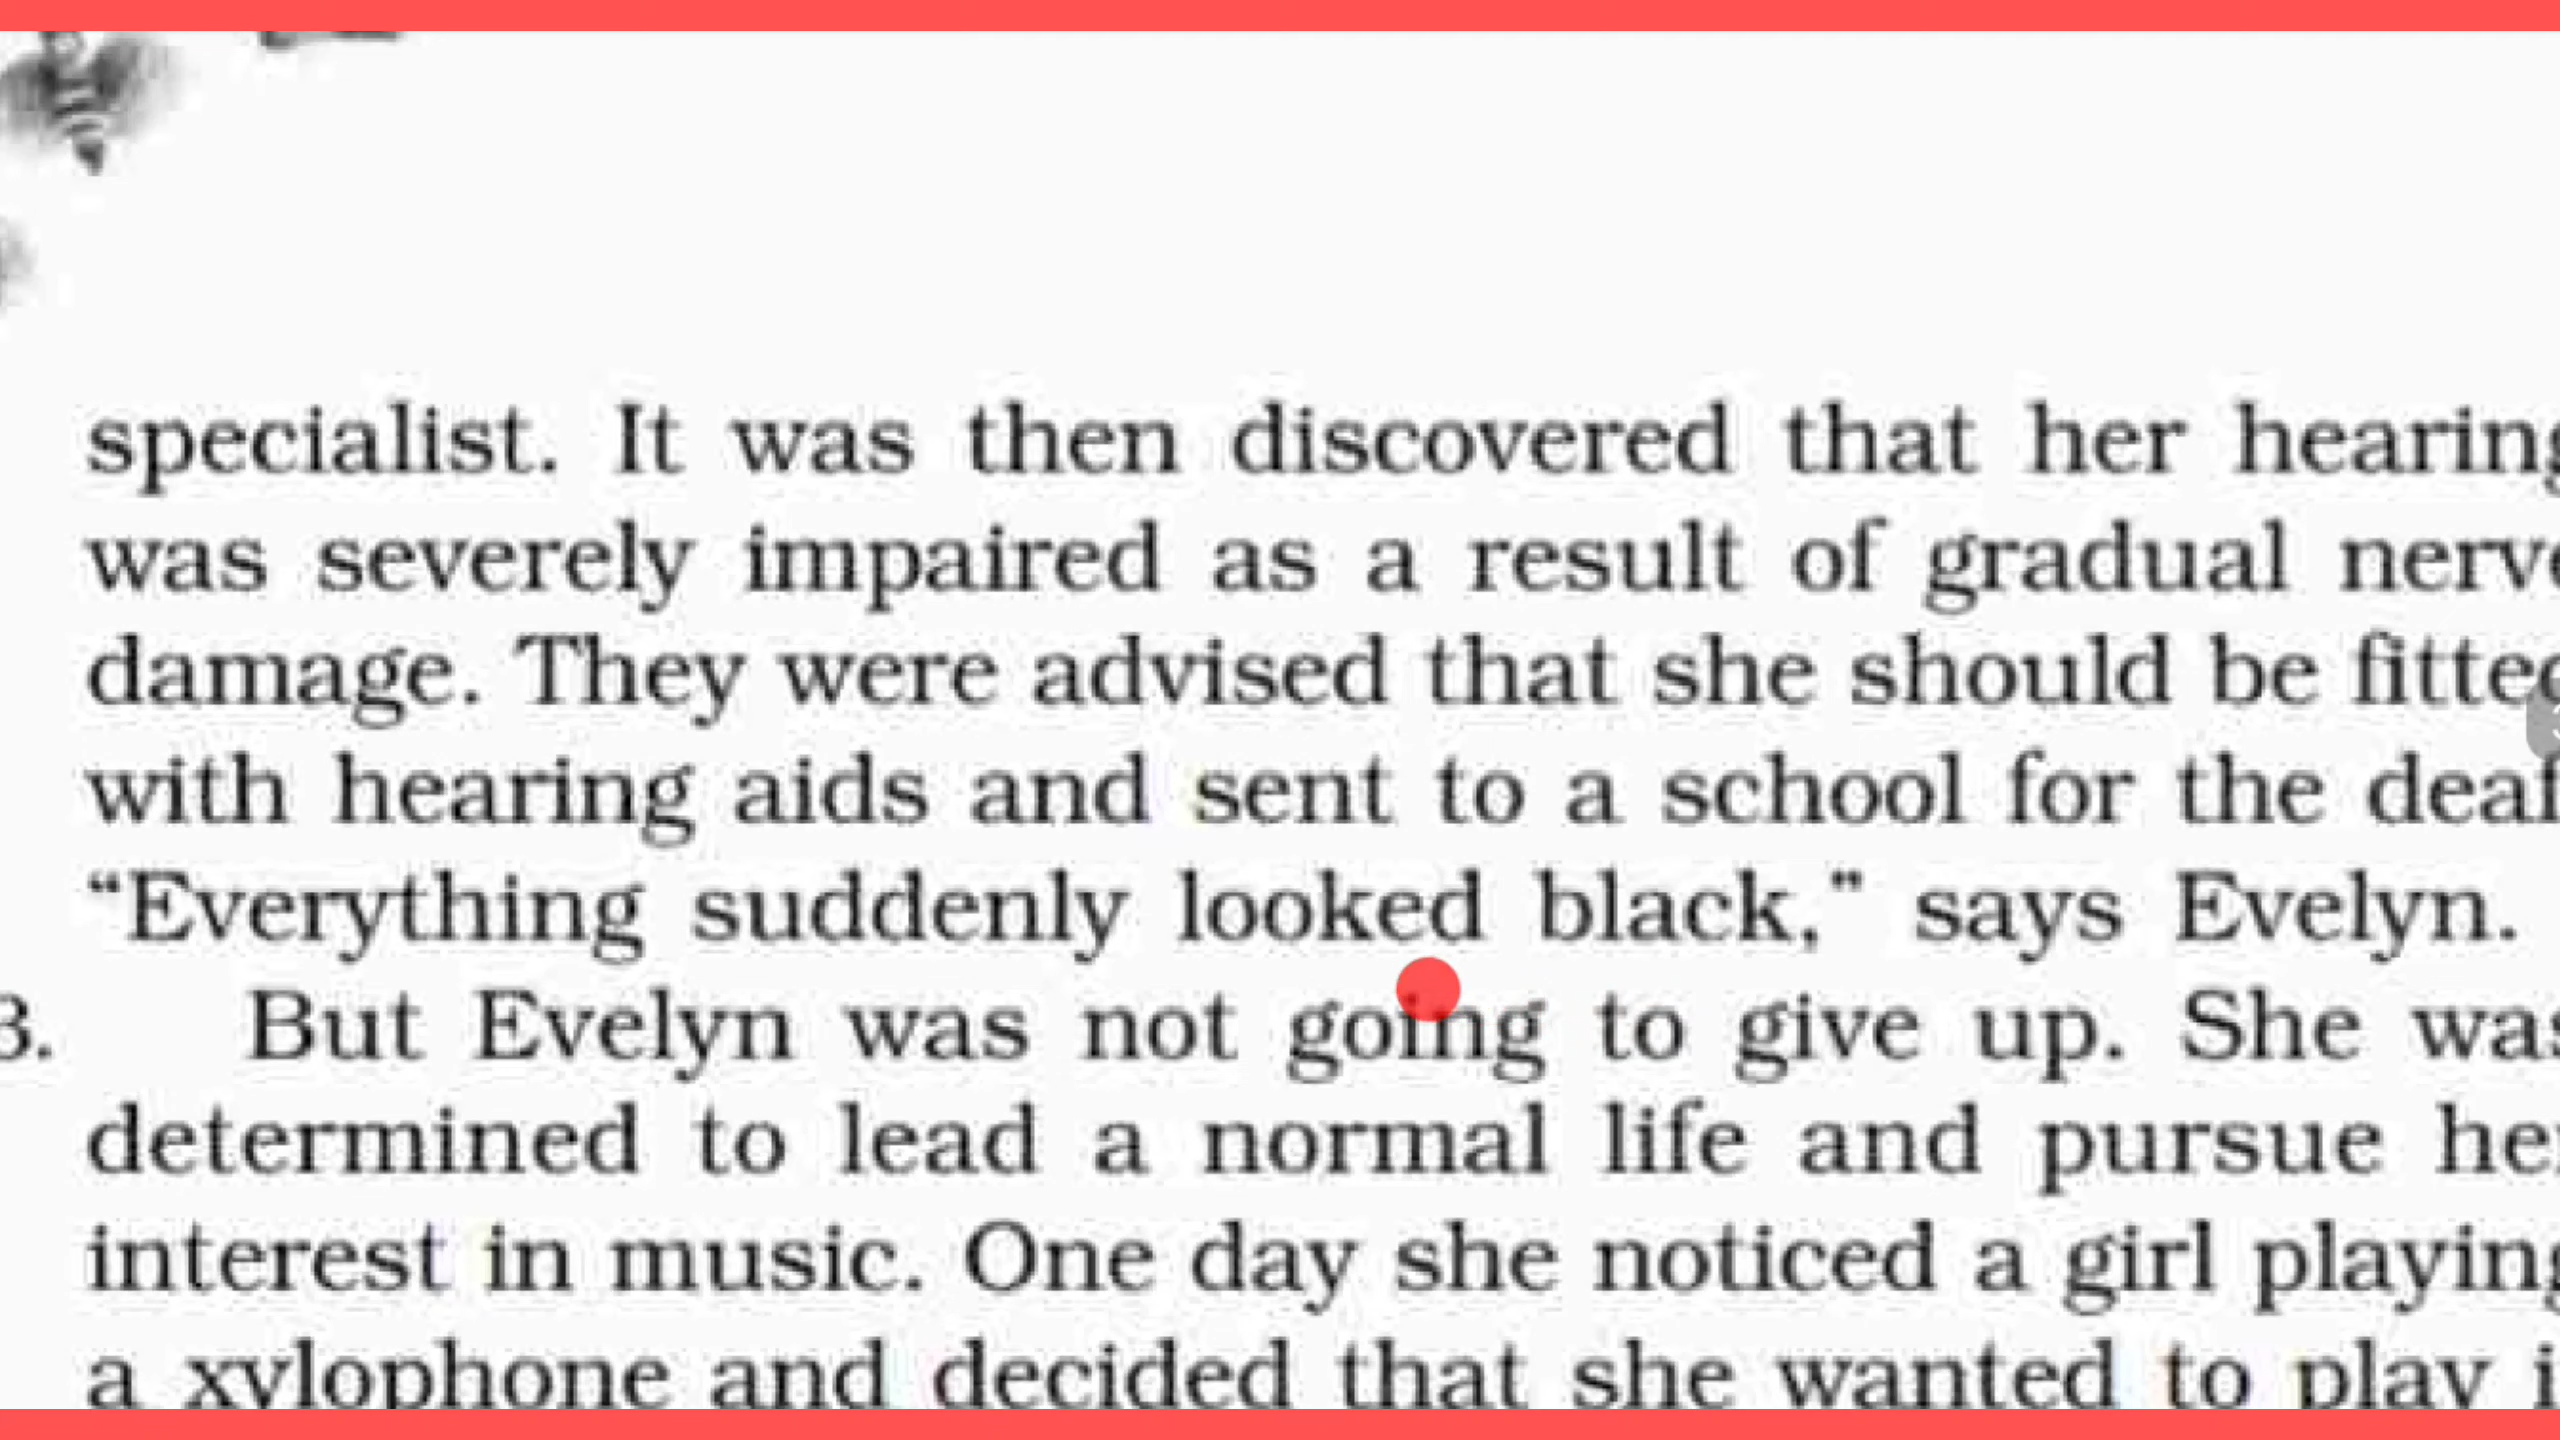 specialist. It was then discovered that her hearing
was severely impaired as a result of gradual nerve
damage. They were advised that she should be fitted
with hearing aids and sent to a school for the deaf
“Everything suddenly looked black,” says Evelyn.
3. But Evelyn was not going to give up. She was
determined to lead a normal life and pursue her
interest in music. One day she noticed a girl playing
a xylophone and decided that she wanted to play